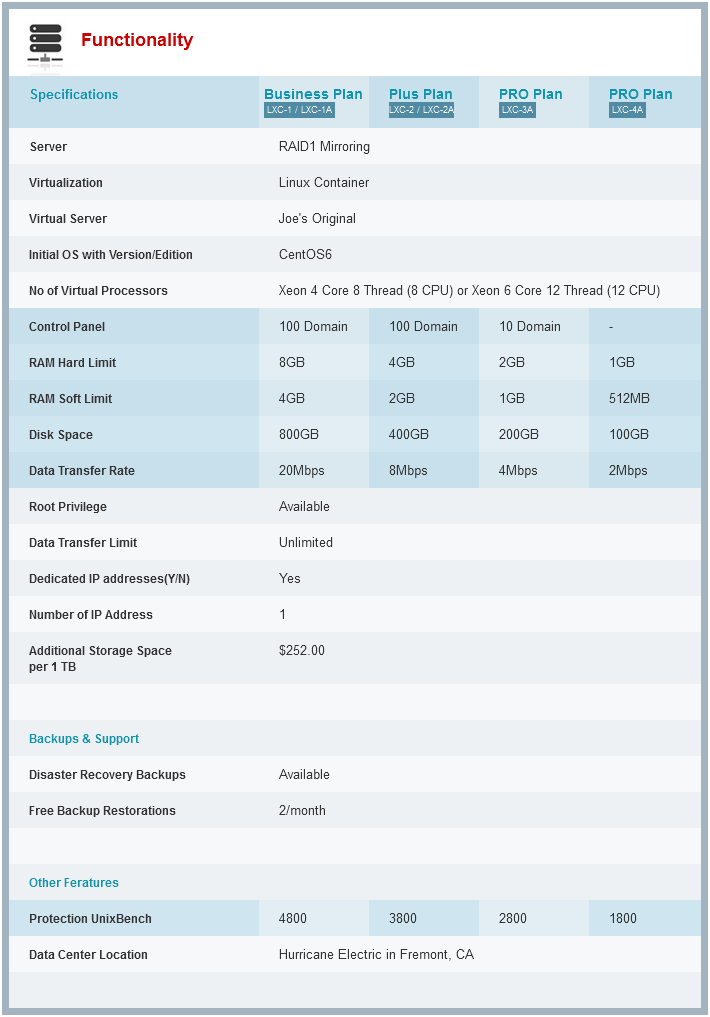 Functionality
Specifications Business Plan Plus Plan PRO Plan PRO Plan
LXC-1 / LXC-1A LXC-2 / LXC-2A LXC-3A LXC-4A
Server RAID1 Mirroring
Virtualization Linux Container
Virtual Server Joe's Original
Initial OS with Version/Edition CentOS6
No of Virtual Processors Xeon 4 Core 8 Thread (8 CPU) or Xeon 6 Core 12 Thread (12 CPU)
Control Panel 100 Domain 100 Domain 10 Domain -
RAM Hard Limit 8GB 4GB 2GB 1GB
RAM Soft Limit 4GB 2GB 1GB 512MB
Disk Space 800GB 400GB 200GB 100GB
Data Transfer Rate 20Mbps 8Mbps 4Mbps 2Mbps
Root Privilege Available
Data Transfer Limit Unlimited
Dedicated IP addresses(Y/N) Yes
Number of IP Address 1
Additional Storage Space $252.00
per 1 TB
Backups & Support
Disaster Recovery Backups Available
Free Backup Restorations 2/month
Other Feratures
Protection UnixBench 4800 3800 2800 1800
Data Center Location Hurricane Electric in Fremont, CA